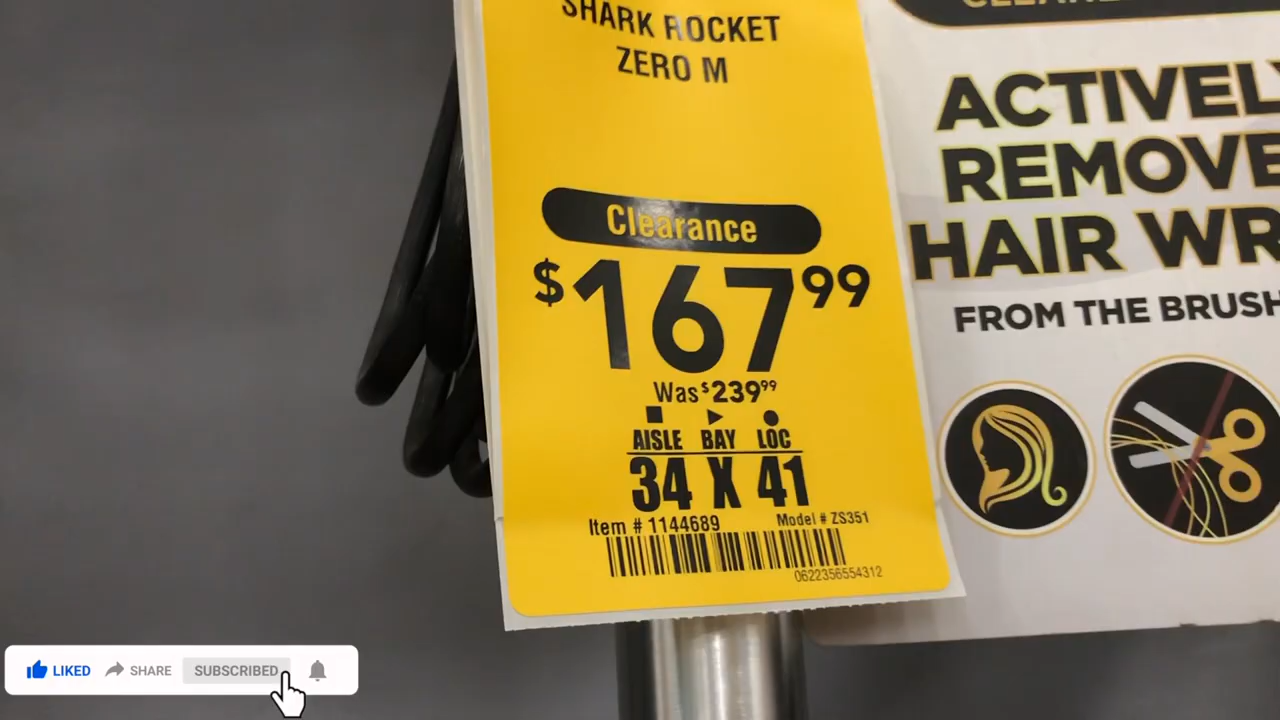 SHARK ROCKET
ZERO M
Clearance
$167.99
Was $239.99
AISLE BAY LOC
34 X 41
Item # 1144689 Model # ZS351
0622356554312
ACTIVELY
REMOVE
HAIR WR
FROM THE BRUSH
LIKED SHARE SUBSCRIBED